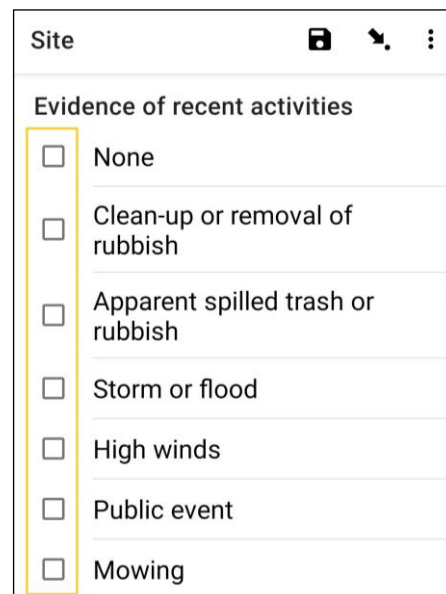 Site
Evidence of recent activities
None
Clean-up or removal of
rubbish
Apparent spilled trash or
rubbish
Storm or flood
High winds
Public event
Mowing